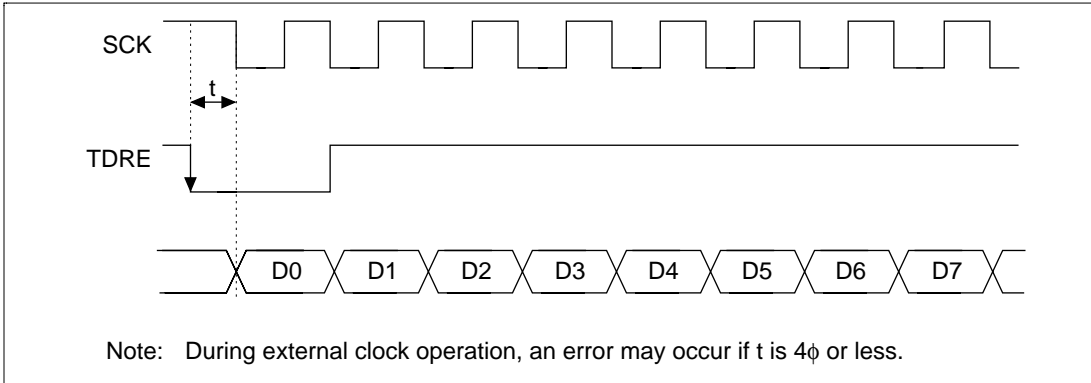 SCK
t
TDRE
D0 D1 D2 D3 D4 D5 D6 D7
Note: During external clock operation, an error may occur if t is 4ϕ or less.